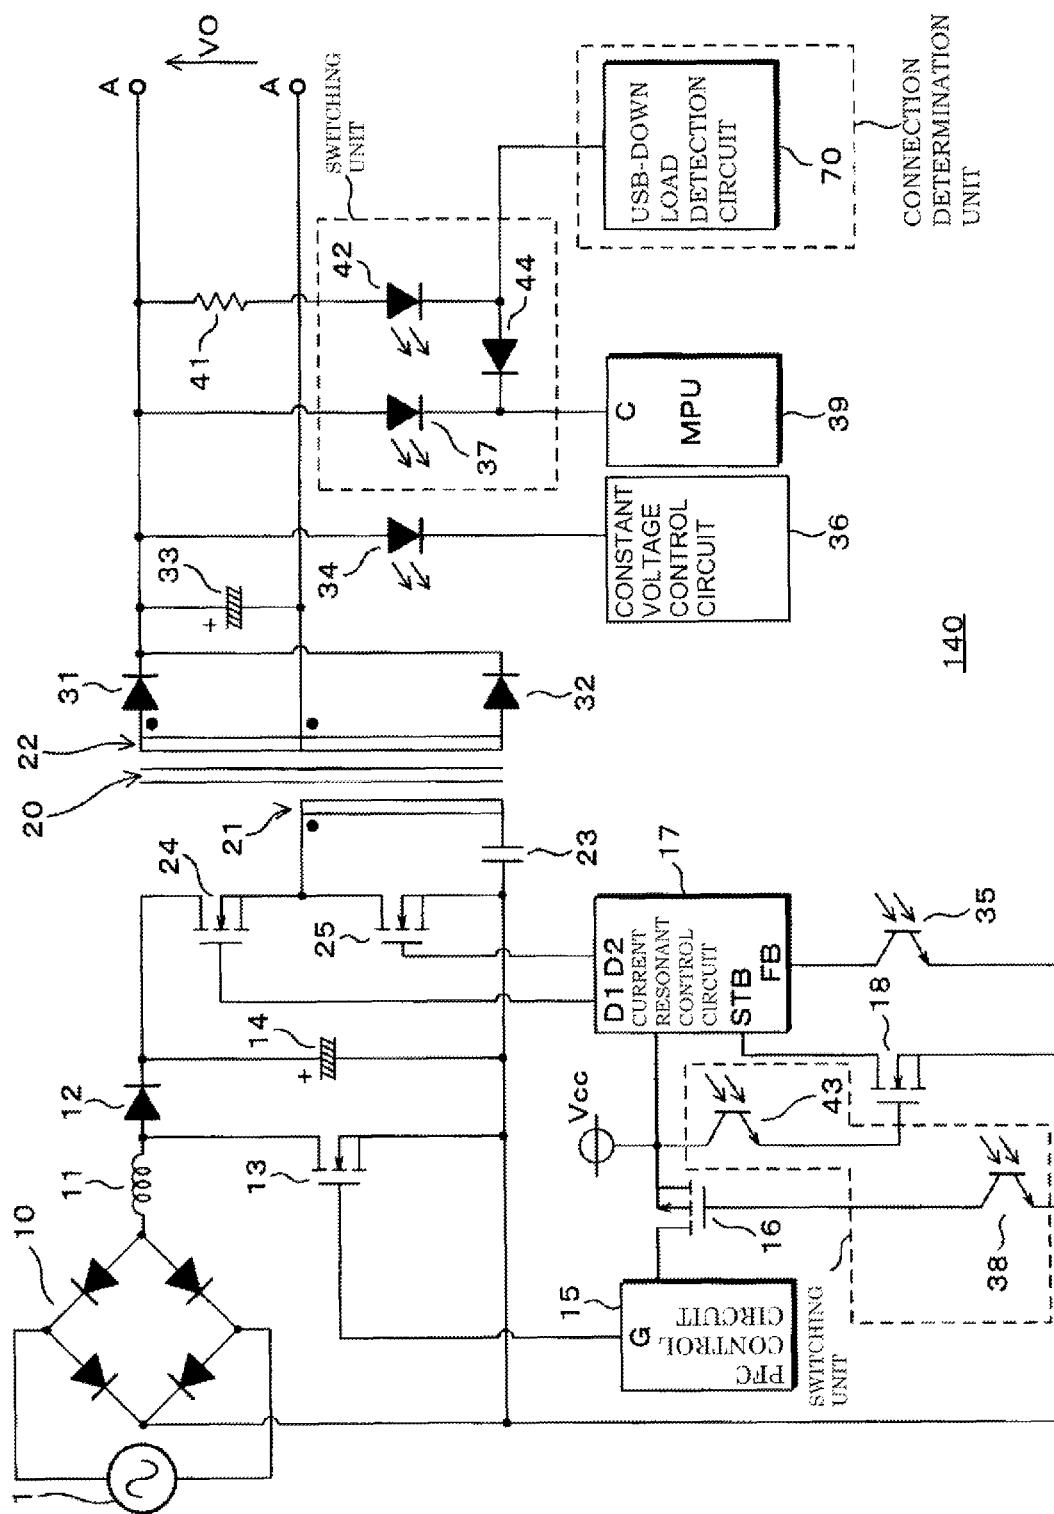 1
10
11
12
13
14
15
G
PFC
CONTROL
CIRCUIT
SWITCHING
UNIT
16
Vcc
43
38
18
35
17
D1 D2
CURRENT
RESONANT
CONTROL
CIRCUIT
STB
FB
24
25
21
23
20
22
31
32
+
33
+
34
CONSTANT
VOLTAGE
CONTROL
CIRCUIT
36
37
C
MPU
39
41
42
44
SWITCHING
UNIT
A
A
VO
USB-DOWN
LOAD
DETECTION
CIRCUIT
70
CONNECTION
DETERMINATION
UNIT
140